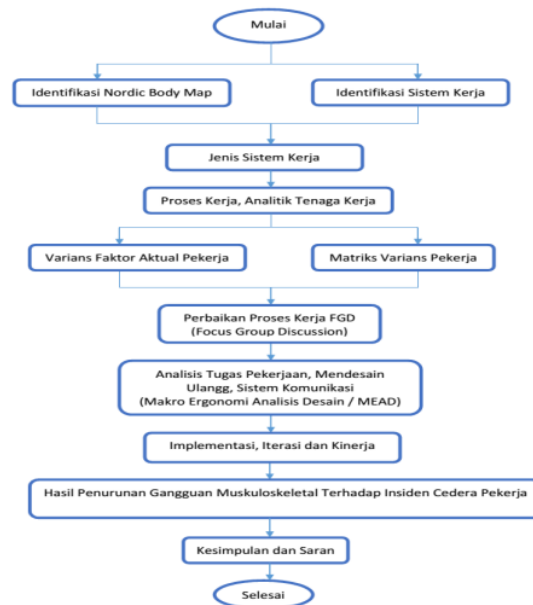 Mulai
Identifikasi Nordic Body Map
Identifikasi Sistem Kerja
Jenis Sistem Kerja
Proses Kerja, Analitik Tenaga Kerja
Varians Faktor Aktual Pekerja
Matriks Varians Pekerja
Perbaikan Proses Kerja FGD
(Focus Group Discussion)
Analisis Tugas Pekerjaan, Mendesain
Ulangg, Sistem Komunikasi
(Makro Ergonomi Analisis Desain / MEAD)
Implementasi, Iterasi dan Kinerja
Hasil Penurunan Gangguan Muskuloskeletal Terhadap Insiden Cedera Pekerja
Kesimpulan dan Saran
Selesai